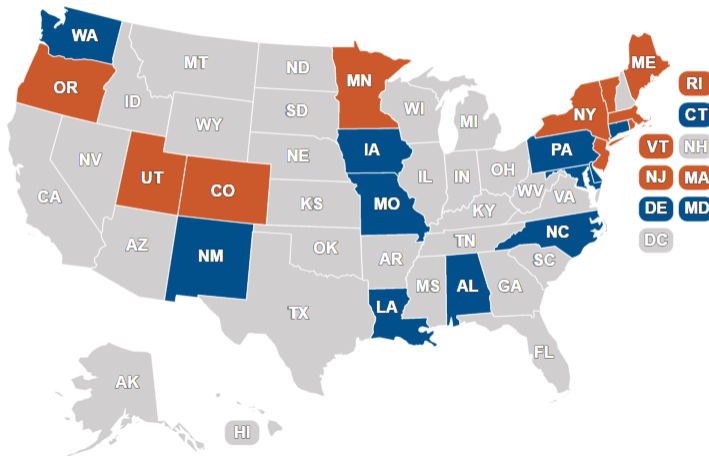 WA
MT
ND
MN
ME
OR
ID
SD
WI
NY
RI
WY
MI
CT
NE
IA
PA
VT
NH
NV
UT
CO
IL
IN
OH
NJ
MA
CA
KS
MO
WV
VA
KY
DE
MD
AZ
NM
OK
AR
TN
NC
DC
SC
TX
LA
MS
AL
GA
FL
AK
HI